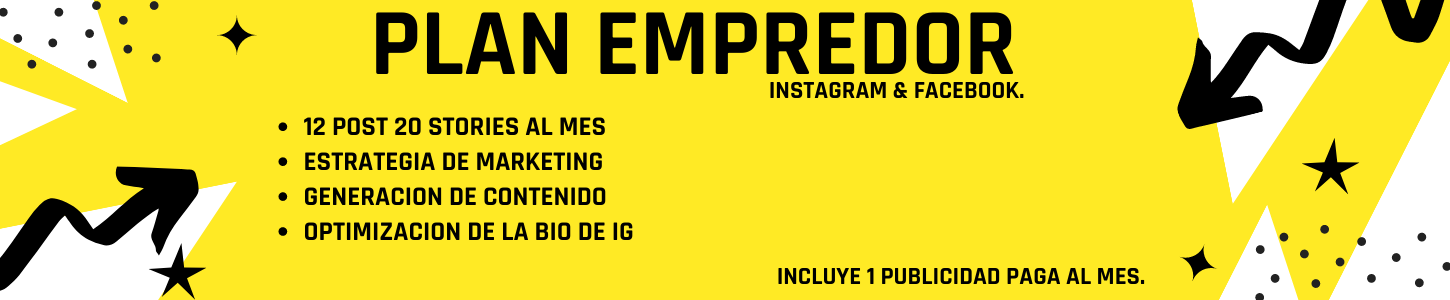 PLAN EMPREDOR
INSTAGRAM & FACEBOOK.
• 12 POST 20 STORIES AL MES
• ESTRATEGIA DE MARKETING
• GENERACION DE CONTENIDO
• OPTIMIZACION DE LA BIO DE IG
INCLUYE 1 PUBLICIDAD PAGA AL MES.